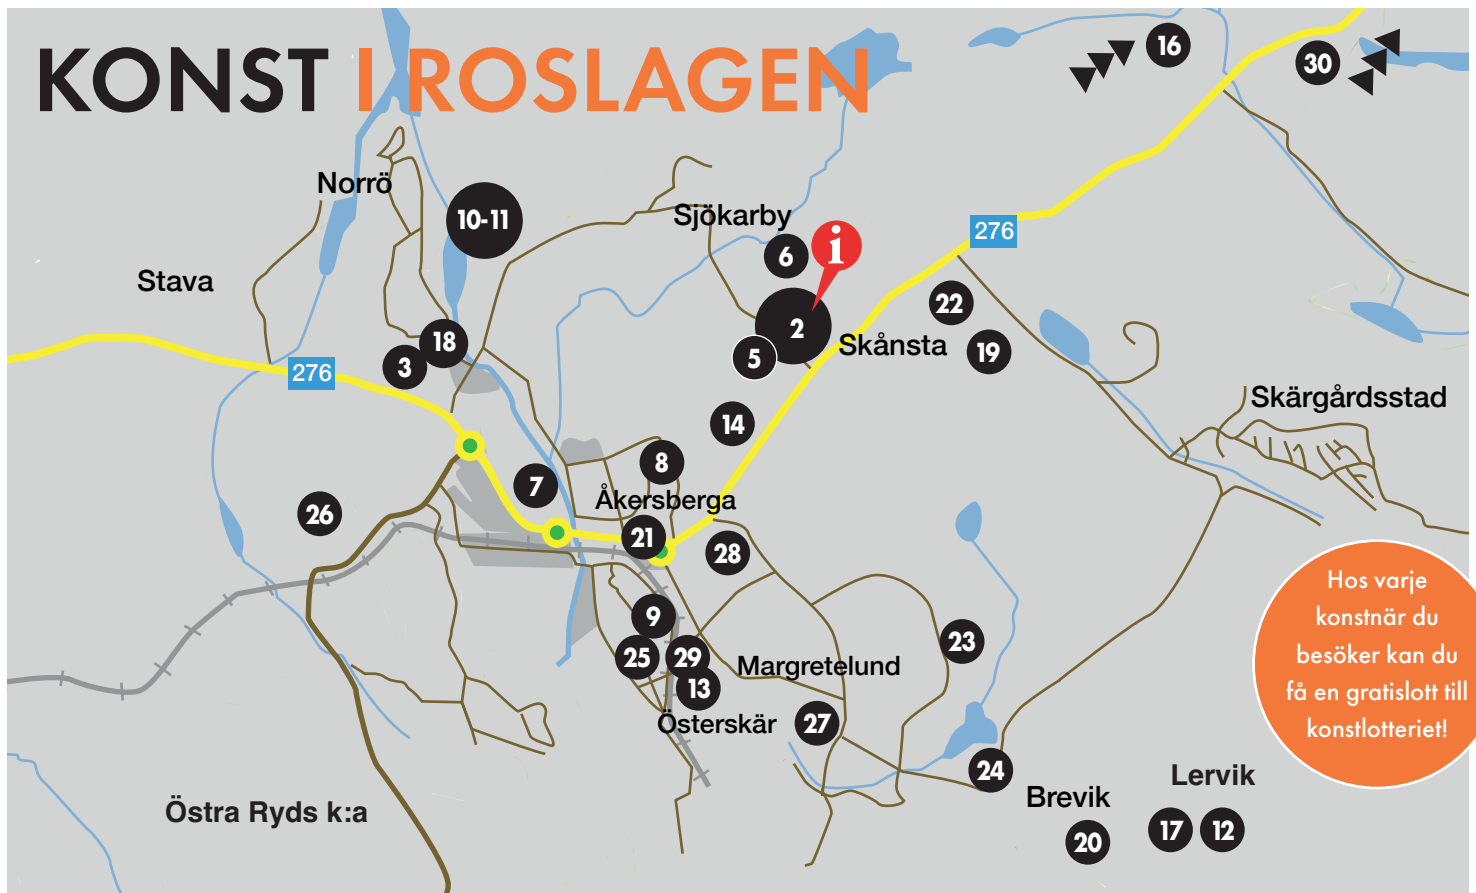 KONST I ROSLAGEN
16
30
Norrö
10-11
Sjökarby
276
6
i
Stava
22
2
18
5
Skånsta
19
3
276
Skärgårdsstad
14
8
7
Åkersberga
26
21
28
Hos varje
konstnär du
besöker kan du
få en gratislott till
konstlotteriet!
9
23
25
29
Margretelund
13
Österskär
27
24
Lervik
Brevik
Östra Ryds k:a
17
12
20